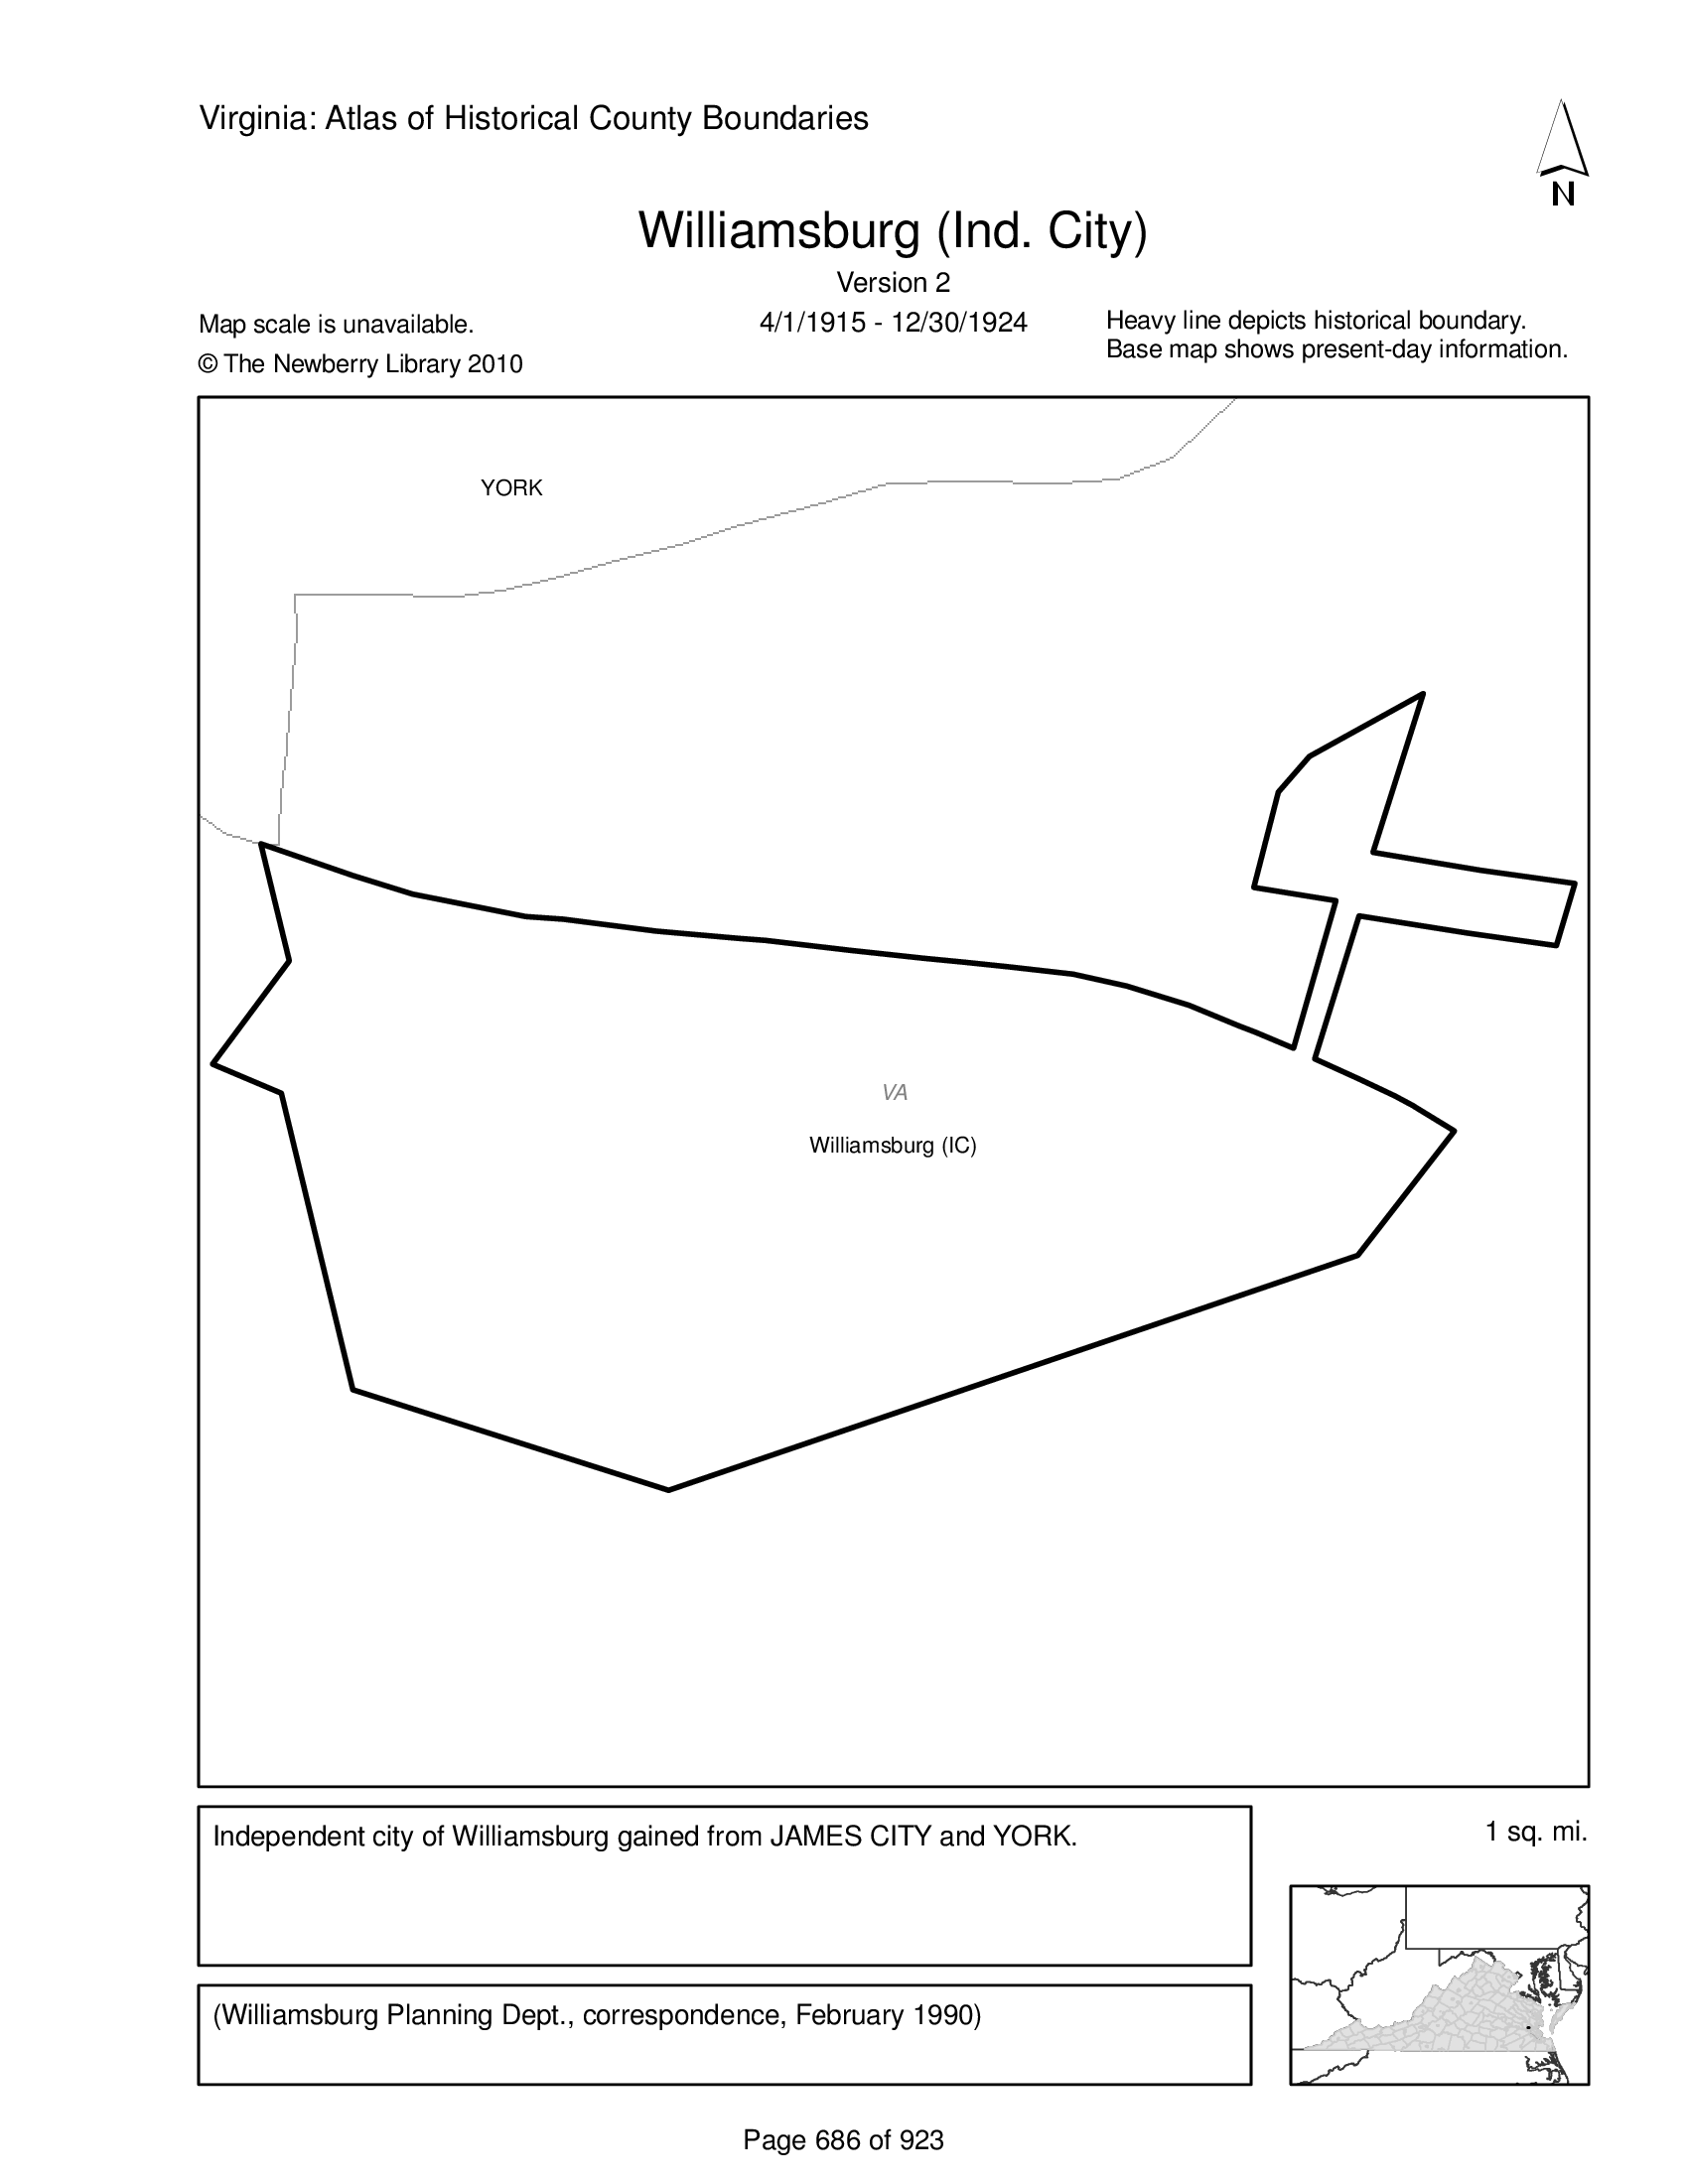 Virginia: Atlas of Historical County Boundaries
N
Williamsburg (Ind. City)
Version 2
4/1/1915 - 12/30/1924
Map scale is unavailable.
© The Newberry Library 2010
Heavy line depicts historical boundary.
Base map shows present-day information.
YORK
VA
Williamsburg (IC)
Independent city of Williamsburg gained from JAMES CITY and YORK.
1 sq. mi.
(Williamsburg Planning Dept., correspondence, February 1990)
Page 686 of 923